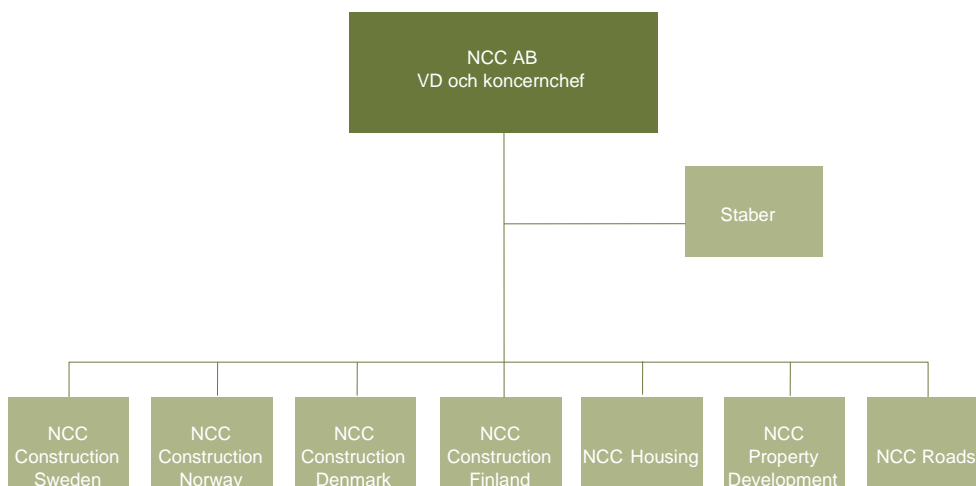 NCC AB
VD och koncernchef
Staber
NCC
Construction
Sweden
NCC
Construction
Norway
NCC
Construction
Denmark
NCC
Construction
Finland
NCC Housing
NCC
Property
Development
NCC Roads